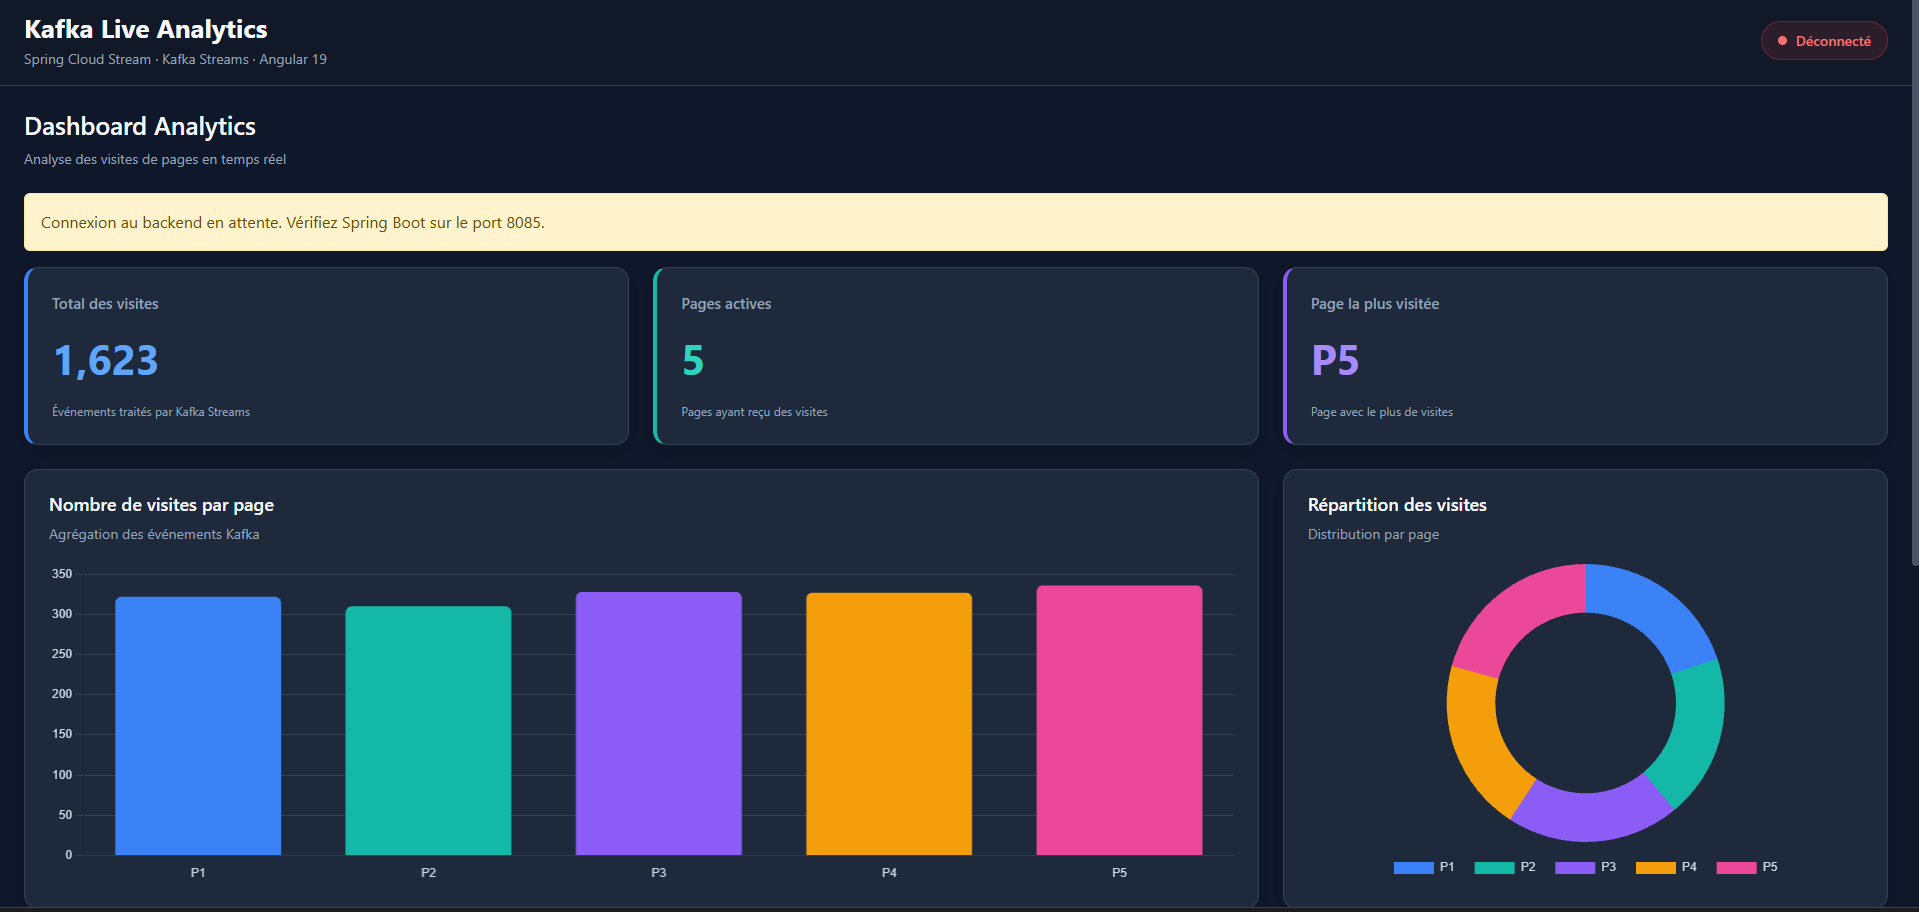 Kafka Live Analytics
Spring Cloud Stream · Kafka Streams · Angular 19
Déconnecté
Dashboard Analytics
Analyse des visites de pages en temps réel
Connexion au backend en attente. Vérifiez Spring Boot sur le port 8085.
Total des visites
1,623
Événements traités par Kafka Streams
Pages actives
5
Pages ayant reçu des visites
Page la plus visitée
P5
Page avec le plus de visites
Nombre de visites par page
Agrégation des événements Kafka
350
300
250
200
150
100
50
0
P1 P2 P3 P4 P5
Répartition des visites
Distribution par page
P1 P2 P3 P4 P5